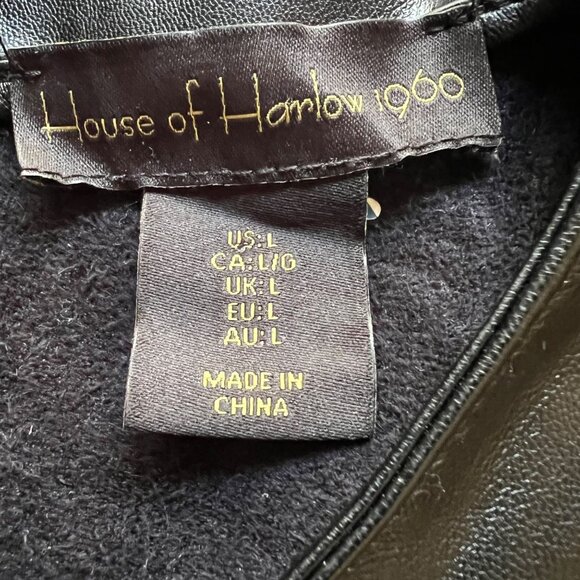 House of Harlow 1960
US: L
CA: L/G
UK: L
EU: L
AU: L
MADE IN
CHINA